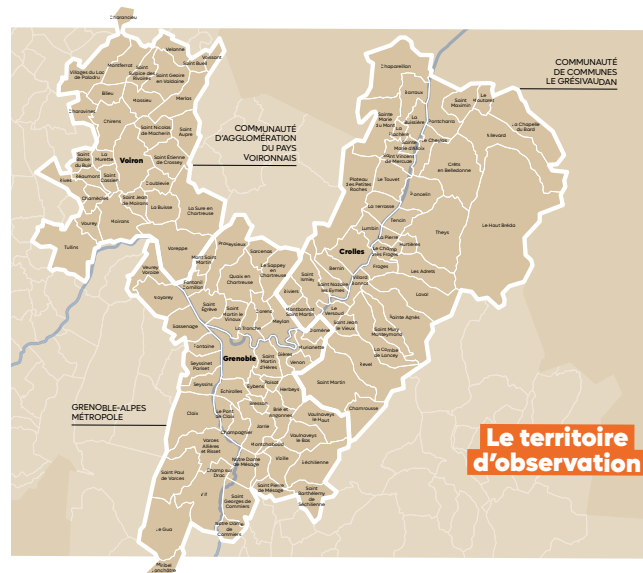 Charancieu
COMMUNAUTÉ
DE COMMUNES
LE GRÉSIVAUDAN
COMMUNAUTÉ
D'AGGLOMÉRATION
DU PAYS
VOIRONNAIS
GRENOBLE-ALPES
MÉTROPOLE
Le territoire
d'observation
Velanne
Voissant
Saint Bueil
Montferrat
Saint
Sulpice des
Rivoires
Saint Geoire
en Valdaine
Villages du Lac
de Paladru
Bilieu
Massieu
Merlas
Charavines
Chirens
Saint Nicolas
de Macherin
Saint
Aupre
Voiron
Saint
Blaise
du Buis
La
Murette
Saint Étienne
de Crossey
Rives
Réaumont
Saint
Cassien
Coublevie
Charnècles
Saint Jean
de Moirans
La Buisse
La Sure en
Chartreuse
Vourey
Moirans
Tullins
Voreppe
Chapareillon
Barraux
Pontcharra
Saint
Maximin
Le
Moutaret
La Chapelle
du Bard
Allevard
Sainte
Marie
du Mont
La
Buissière
La
Flachère
Sainte
Marie d'Alloix
Le Cheylas
Saint Vincent
de Mercuze
Crêts
en Belledonne
Plateau
des Petites
Roches
Le Touvet
Goncelin
La Terrasse
Tencin
Lumbin
La Pierre
Theys
Le Haut Bréda
Crolles
Le Champ
près Froges
Hurtières
Bernin
Froges
Les Adrets
Saint
Ismier
Saint Nazaire
les Eymes
Villard
Bonnot
Laval
Biviers
Montbonnot
Saint Martin
Le
Versoud
Saint Jean
le Vieux
Sainte Agnès
Domène
Saint Mury
Monteymond
La Combe
de Lancey
Revel
Saint Martin
Chamrousse
Proveysieux
Sarcenas
Mont Saint
Martin
Le Sappey
en
Chartreuse
Quaix en
Chartreuse
Veurey
Voroize
Fontanil
Cornillon
Noyarey
Saint
Égrève
Saint
Martin le
Vinoux
Corenc
Meylan
La Tronche
Sassenage
Fontaine
Grenoble
Saint
Martin
d'Hères
Gières
Murianette
Venon
Seyssinet
Pariset
Seyssins
Échirolles
Eybens
Poisat
Herbeys
Bresson
Claix
Le Pont
de Claix
Brié et
Angonnes
Vaulnaveys
le Haut
Champagnier
Jarrie
Vaulnaveys
le Bas
Varces
Allières
et Risset
Montchaboud
Saint Paul
de Varces
Champ sur
Drac
Notre Dame
de Mésage
Vizille
Séchilienne
Vif
Saint Pierre
de Mésage
Saint
Georges de
Commiers
Saint
Barthélemy
de
Séchilienne
Le Gua
Notre Dame
de
Commiers
Miribel
Lanchâtre